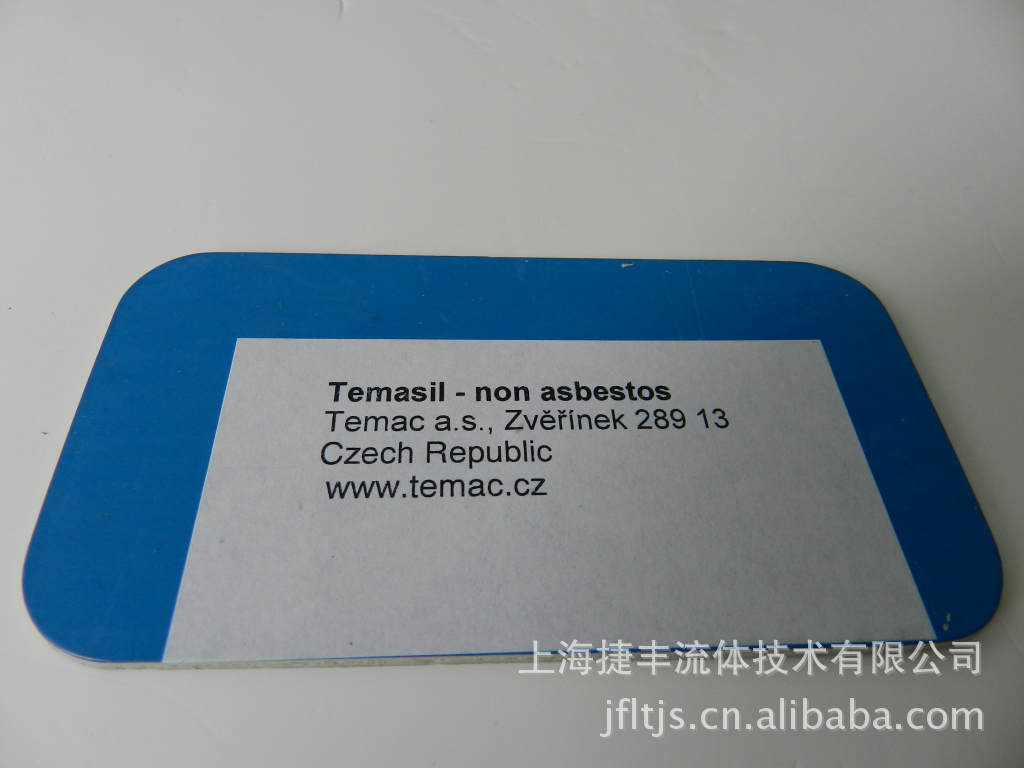 Temasil - non asbestos
Temac a.s., Zvěřínek 289 13
Czech Republic
www.temac.cz
上海捷丰流体技术有限公司
jfltjs.cn.alibaba.com